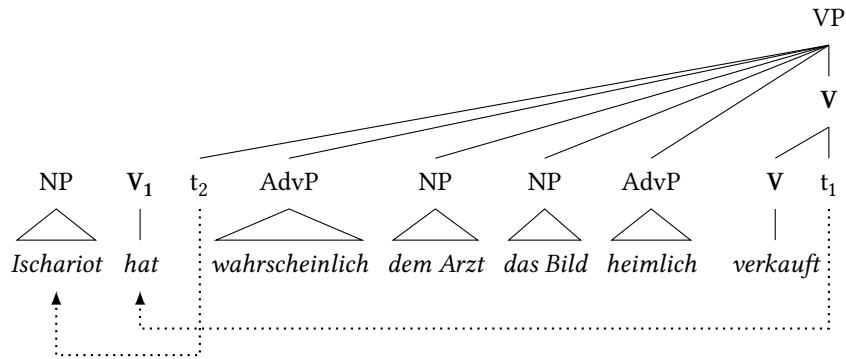 VP
V
NP V₁ t₂ AdvP NP NP AdvP V t₁
Ischariot hat wahrscheinlich dem Arzt das Bild heimlich verkauft